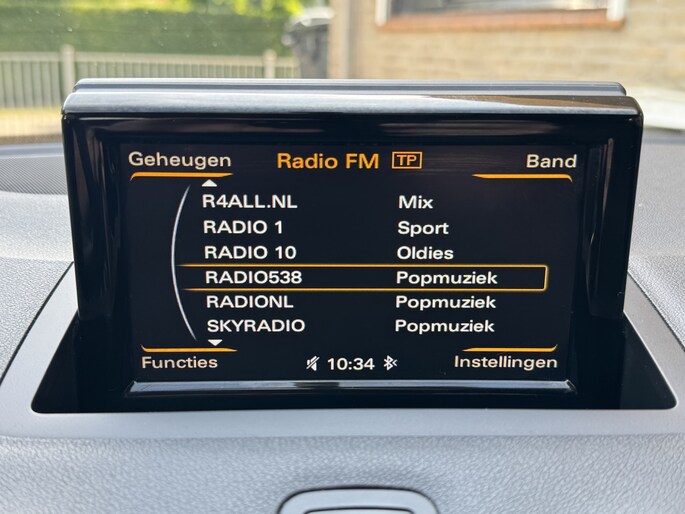 Geheugen Radio FM TP Band
R4ALL.NL Mix
RADIO 1 Sport
RADIO 10 Oldies
RADIO538 Popmuziek
RADIONL Popmuziek
SKYRADIO Popmuziek
Functies 10:34 Instellingen